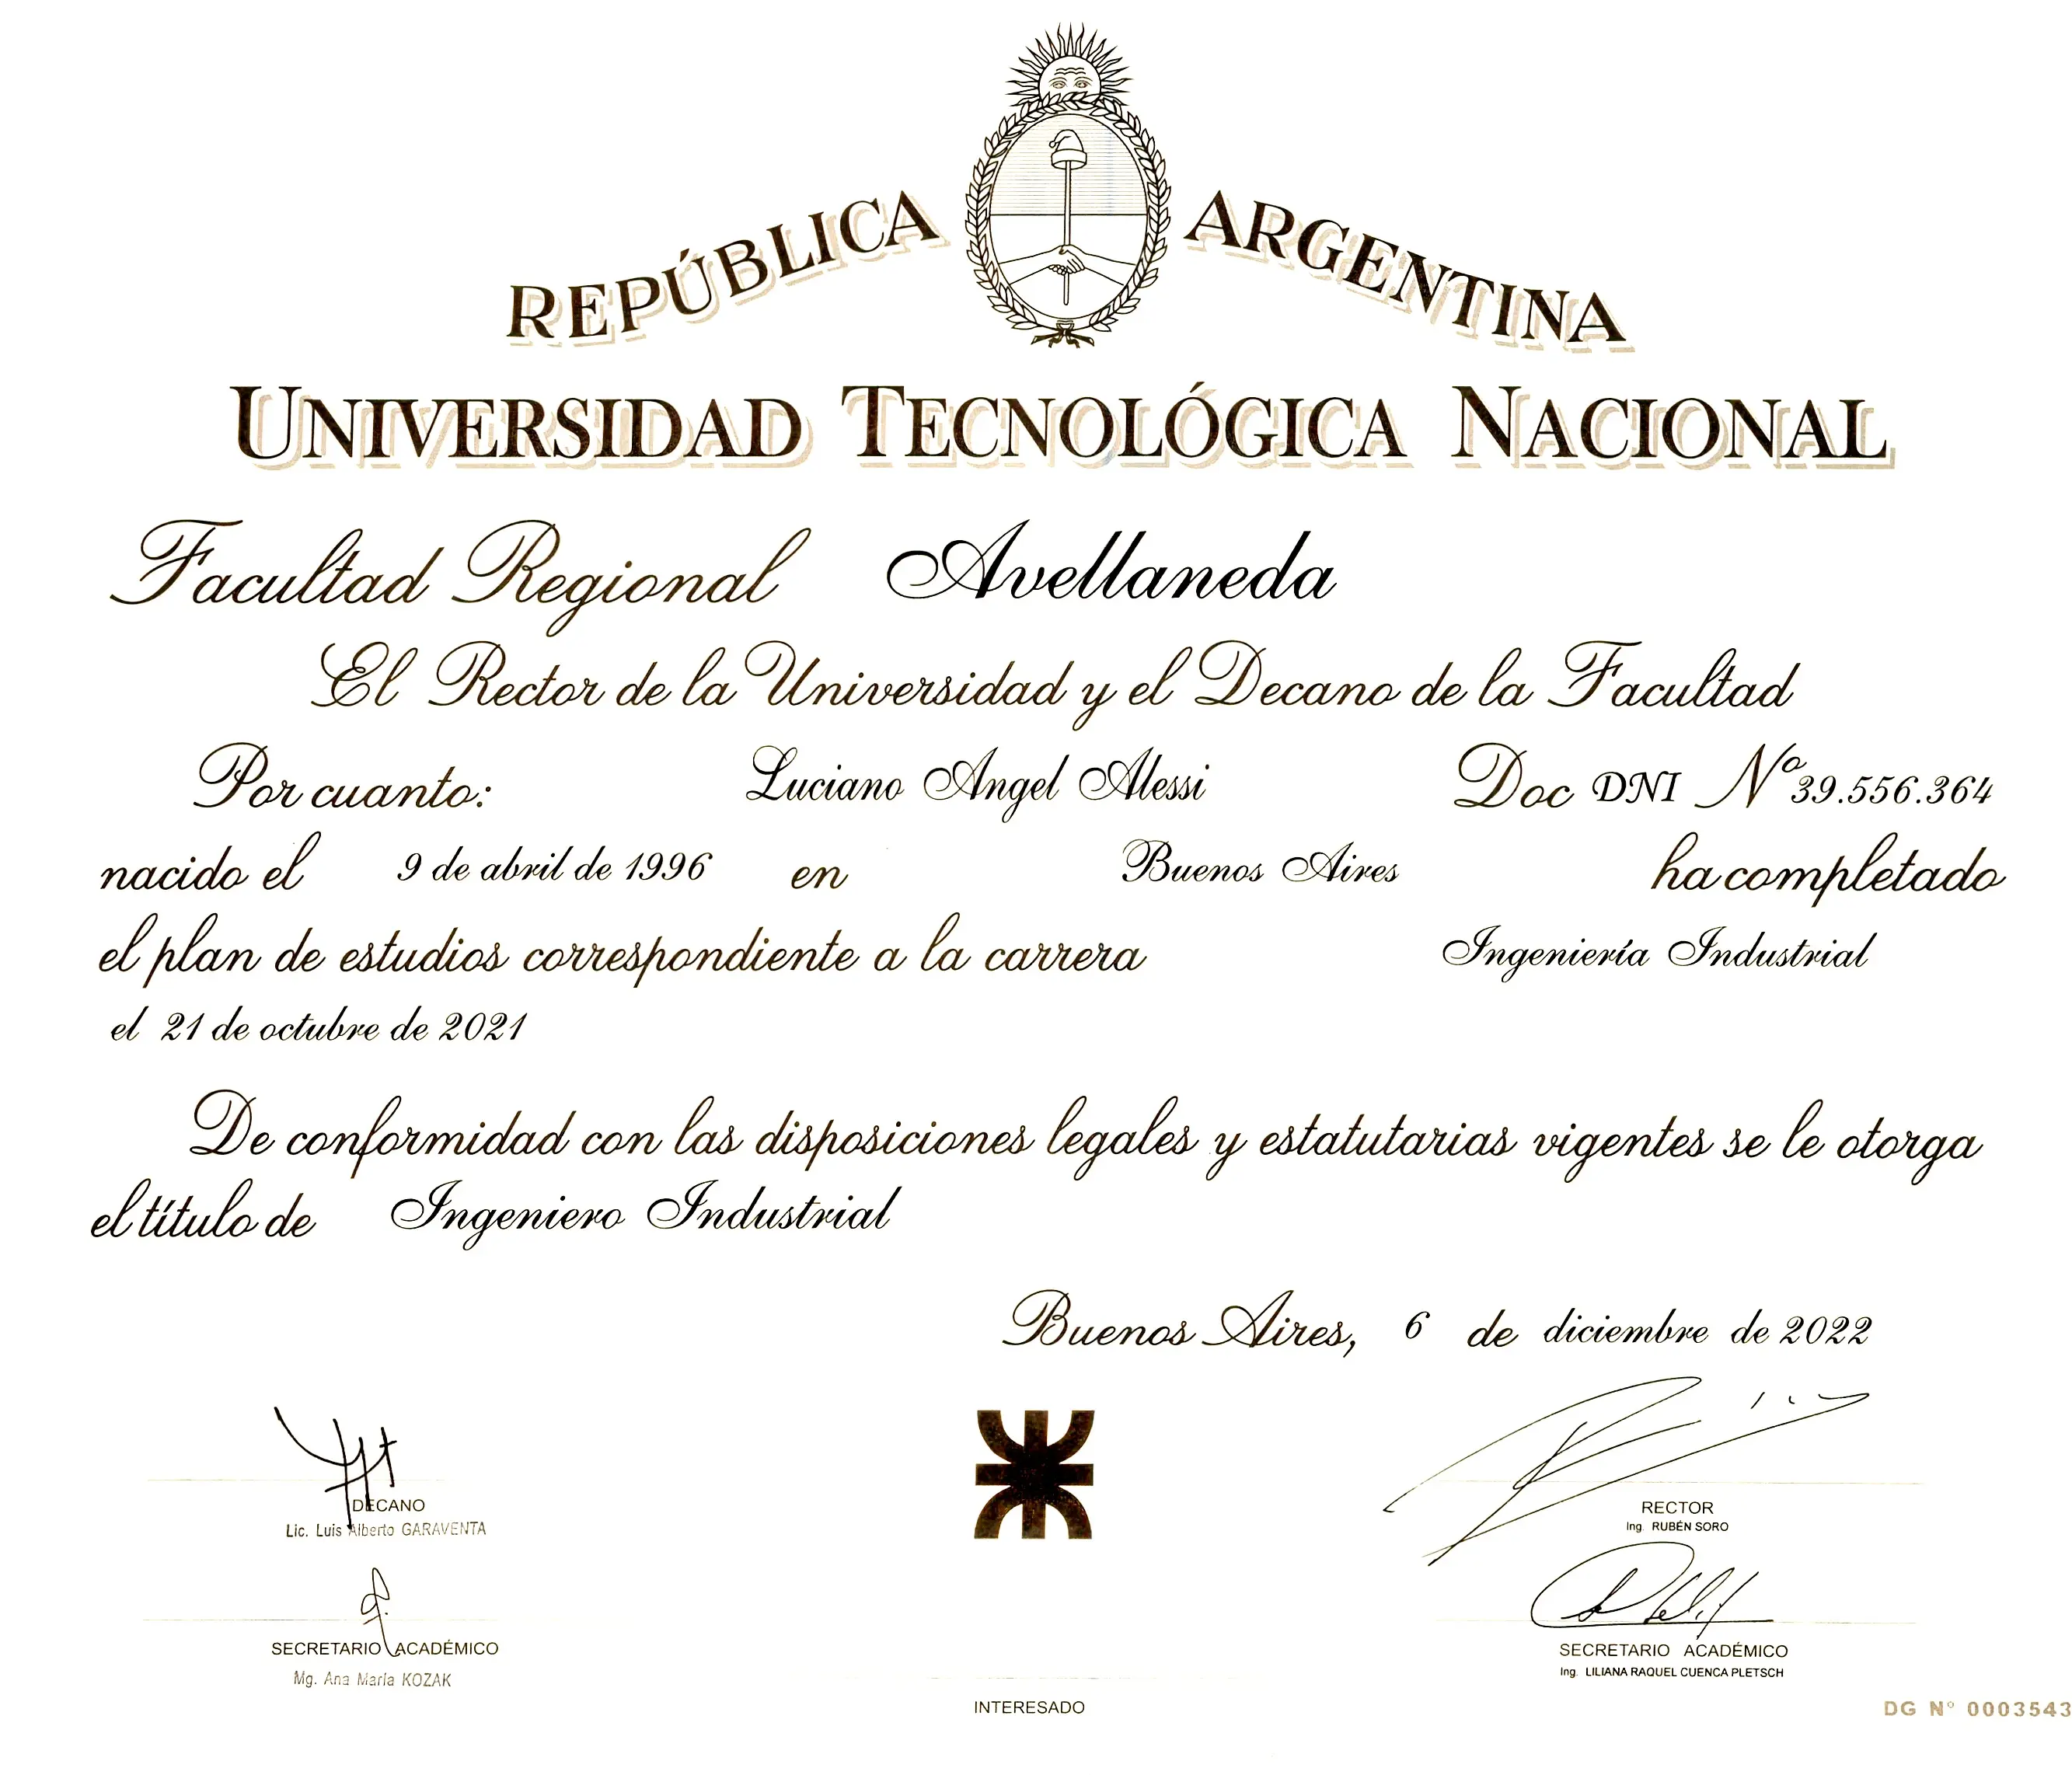 REPÚBLICA ARGENTINA
UNIVERSIDAD TECNOLÓGICA NACIONAL
Facultad Regional Avellaneda
El Rector de la Universidad y el Decano de la Facultad
Por cuanto: Luciano Angel Alessi Doc DNI Nº 39.556.364
nacido el 9 de abril de 1996 en Buenos Aires ha completado
el plan de estudios correspondiente a la carrera Ingeniería Industrial
el 21 de octubre de 2021
De conformidad con las disposiciones legales y estatutarias vigentes se le otorga
el título de Ingeniero Industrial
Buenos Aires, 6 de diciembre de 2022
DECANO
Lic. Luis Alberto GARAVENTA
RECTOR
Ing. RUBÉN SORO
SECRETARIO ACADÉMICO
Mg. Ana María KOZAK
SECRETARIO ACADÉMICO
Ing. LILIANA RAQUEL CUENCA PLETSCH
INTERESADO
DG N° 0003543